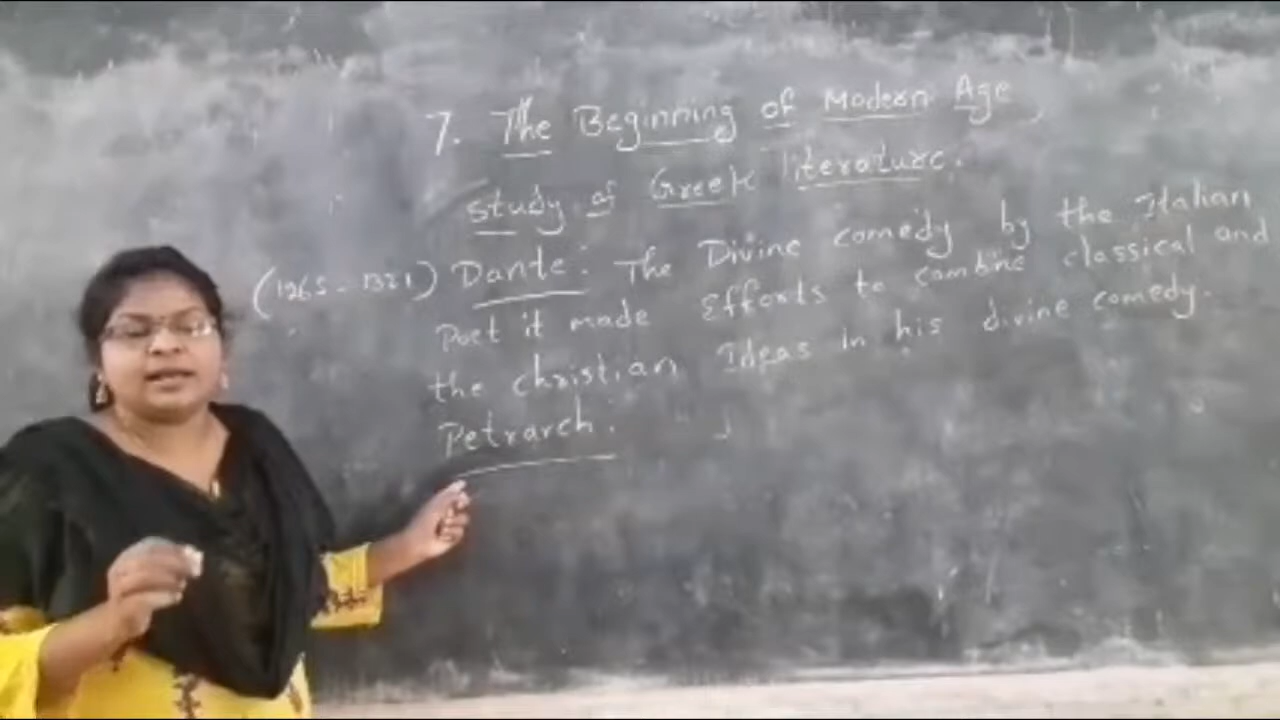 7. The Beginning of Modern Age
Study of Greek literature.
(1265-1321) Dante: The Divine comedy by the Italian
Poet it made Efforts to combine classical and
the christian Ideas in his divine comedy.
Petrarch.